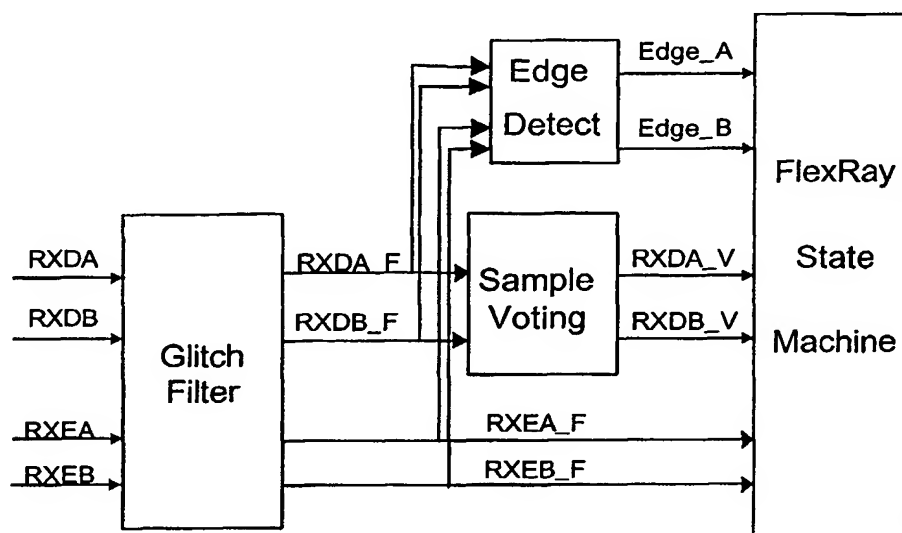 Edge
Detect
Edge_A
Edge_B
FlexRay
State
Machine
RXDA
RXDB
RXEA
RXEB
Glitch
Filter
RXDA_F
RXDB_F
Sample
Voting
RXDA_V
RXDB_V
RXEA_F
RXEB_F